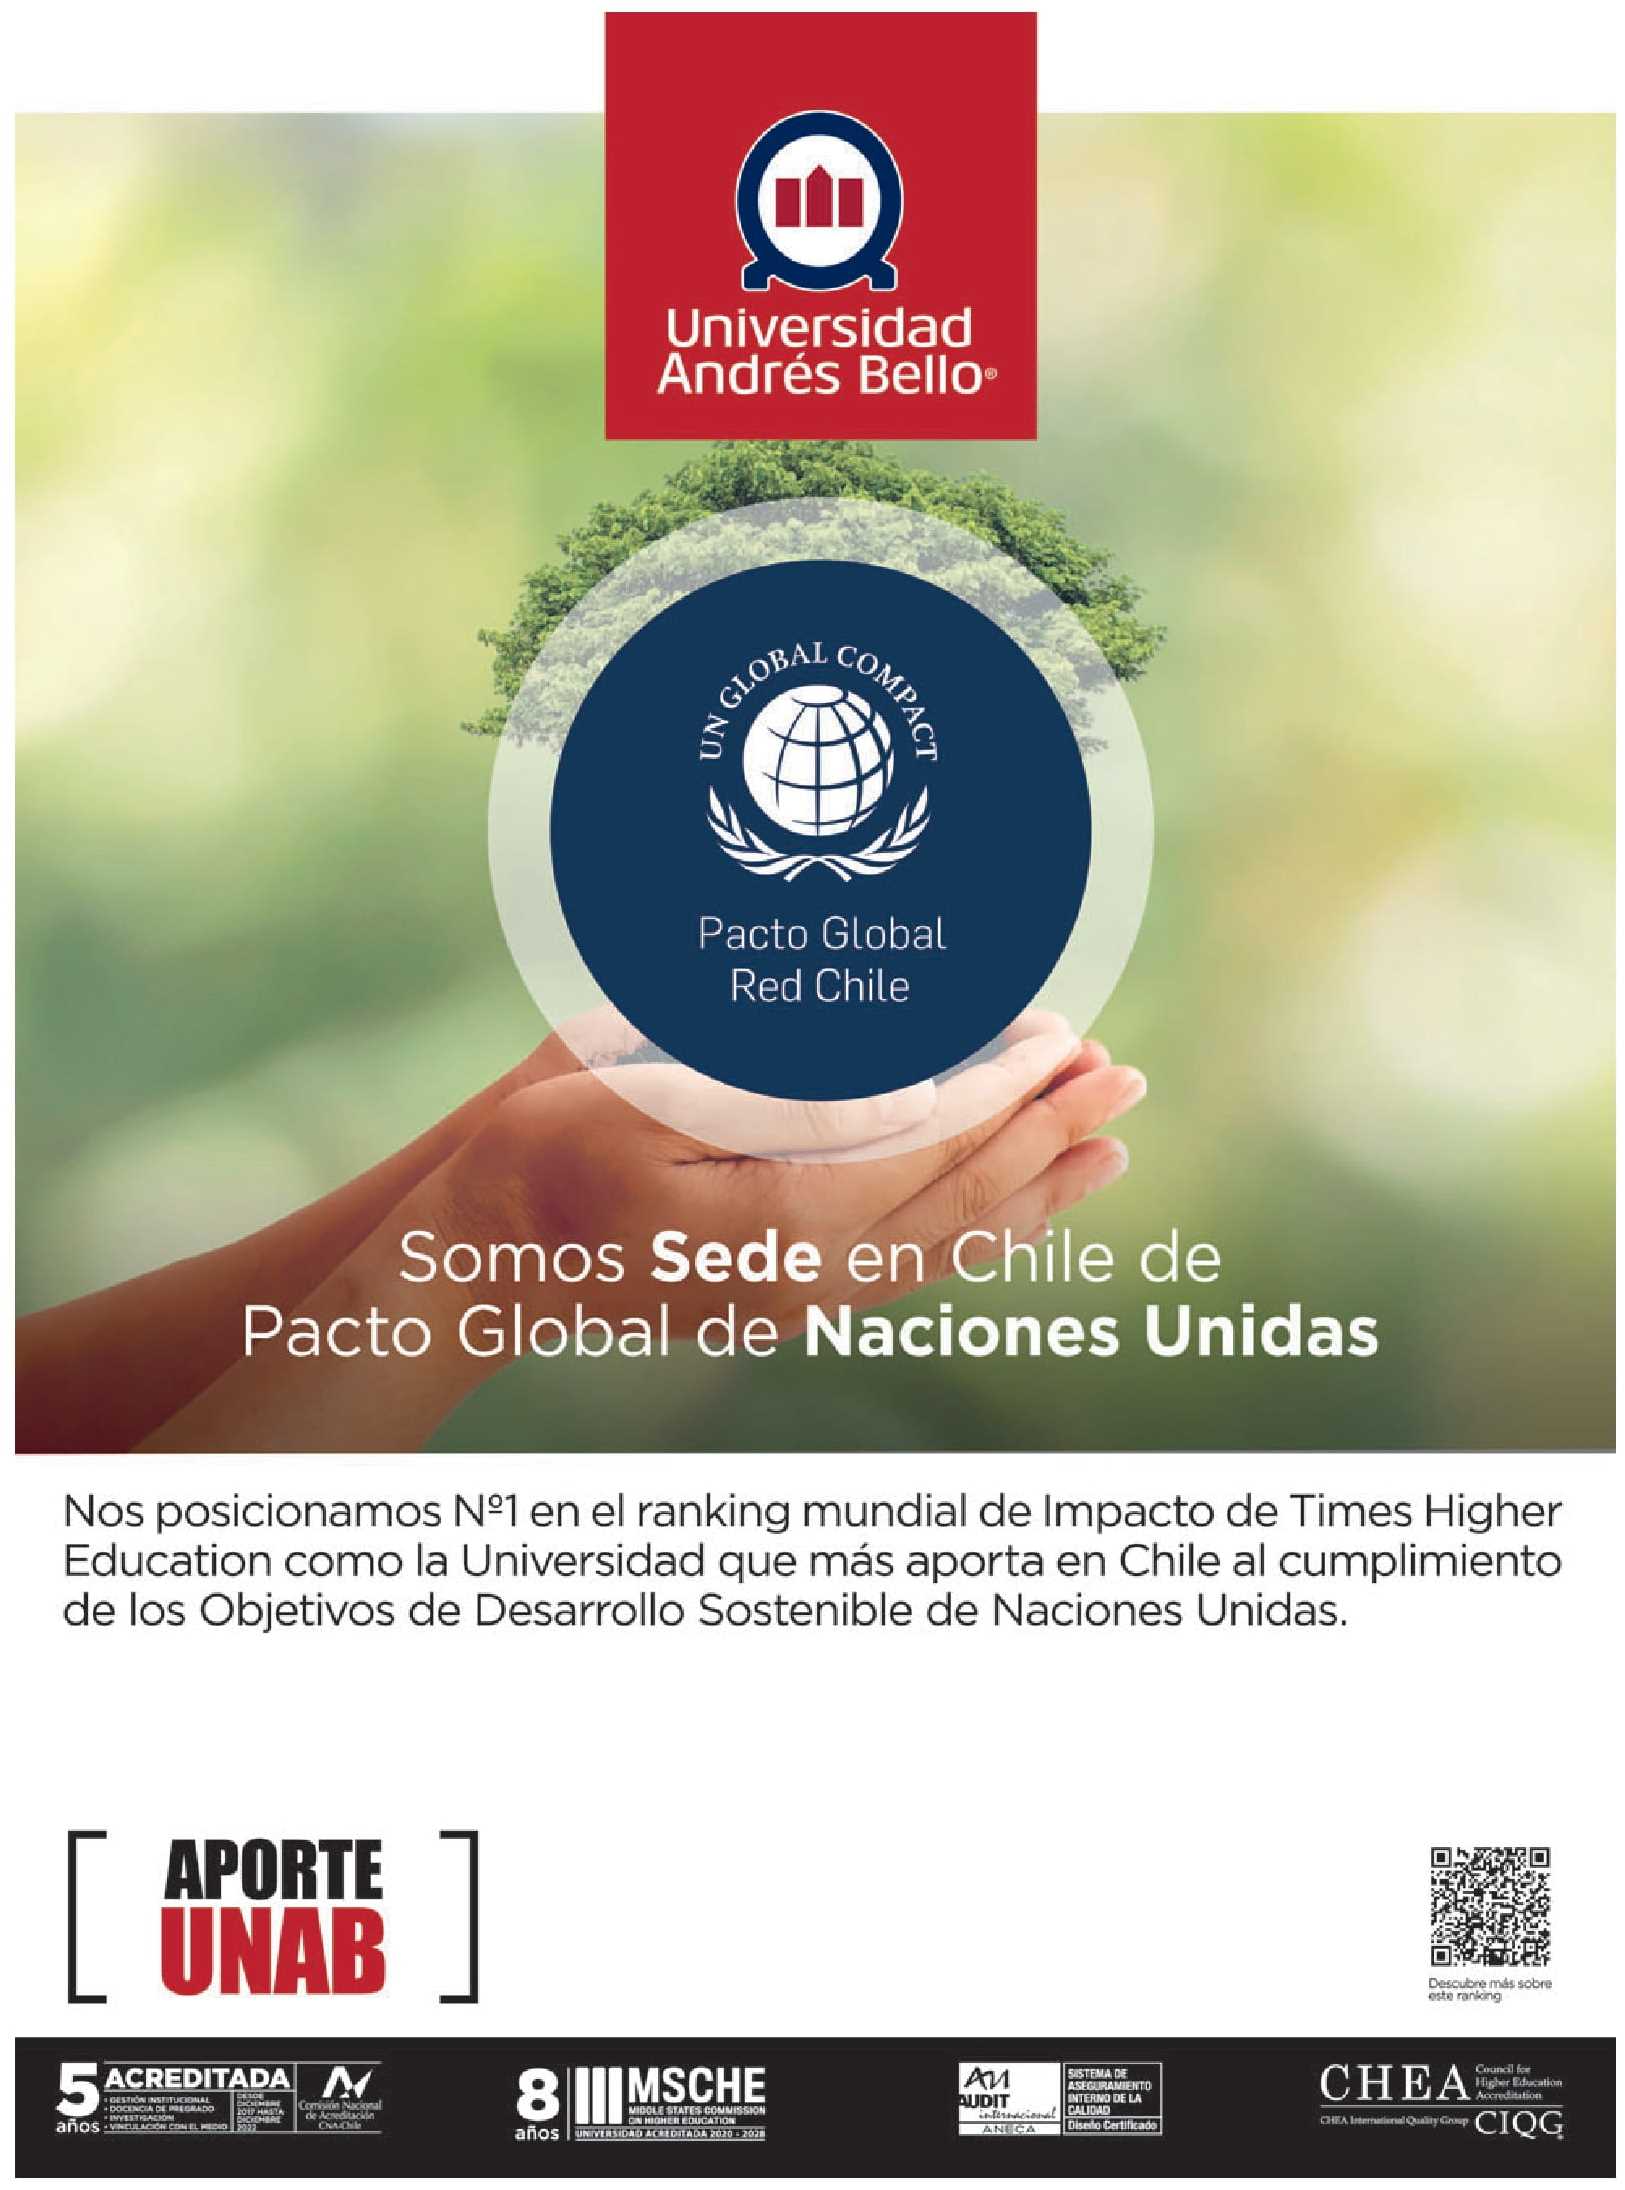 Universidad
Andrés Bello®
UN GLOBAL COMPACT
Pacto Global
Red Chile
Somos Sede en Chile de
Pacto Global de Naciones Unidas
Nos posicionamos Nº1 en el ranking mundial de Impacto de Times Higher
Education como la Universidad que más aporta en Chile al cumplimiento
de los Objetivos de Desarrollo Sostenible de Naciones Unidas.
APORTE
UNAB
Descubre más sobre
este ranking
5 años
ACREDITADA
• GESTIÓN INSTITUCIONAL
• DOCENCIA DE PREGRADO
• INVESTIGACIÓN
• VINCULACIÓN CON EL MEDIO
DESDE
DICIEMBRE
2017 HASTA
DICIEMBRE
2022
Comisión Nacional
de Acreditación
CNA-Chile
8 años
MSCHE
MIDDLE STATES COMMISSION
ON HIGHER EDUCATION
UNIVERSIDAD ACREDITADA 2020 - 2028
AUDIT
internacional
ANECA
SISTEMA DE
ASEGURAMIENTO
INTERNO DE LA
CALIDAD
Diseño Certificado
CHEA
Council for
Higher Education
Accreditation
CHEA International Quality Group
CIQG